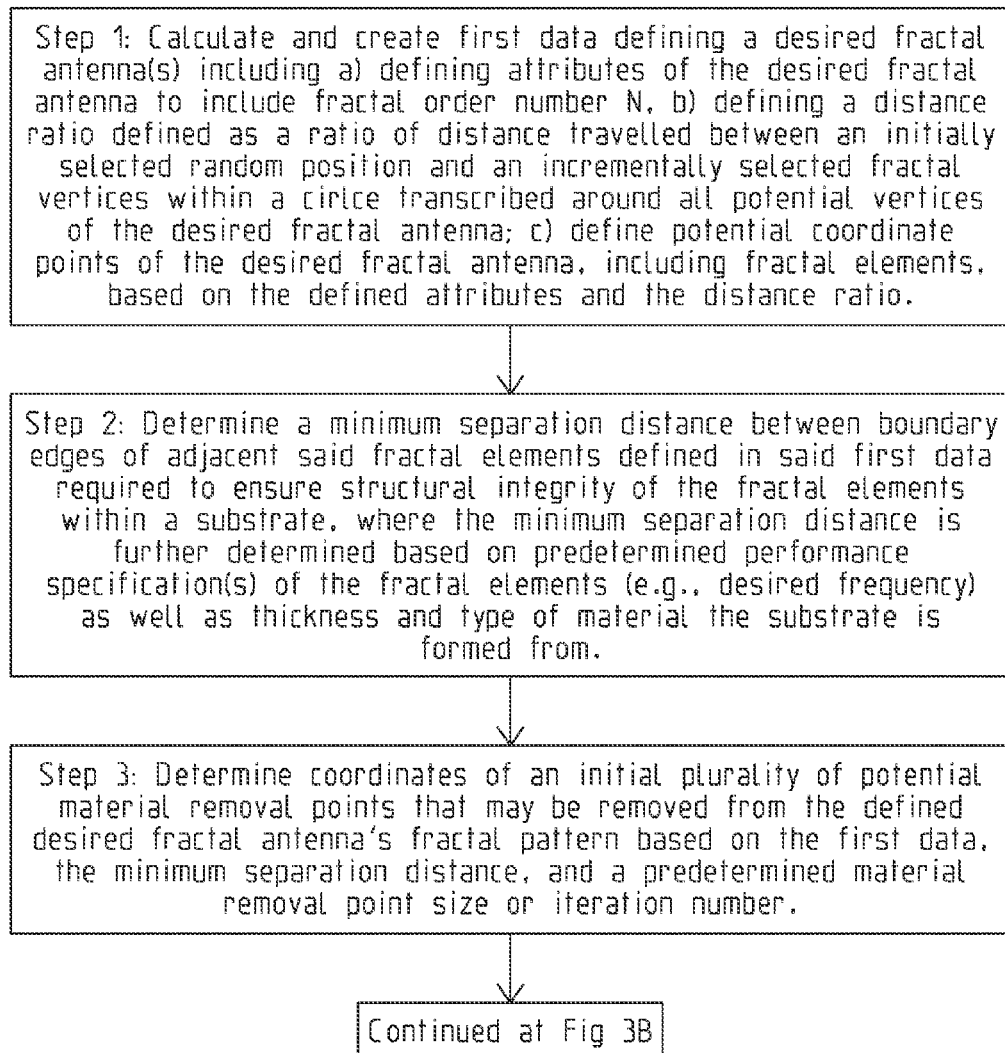 Step 1: Calculate and create first data defining a desired fractal
antenna(s) including a) defining attributes of the desired fractal
antenna to include fractal order number N, b) defining a distance
ratio defined as a ratio of distance travelled between an initially
selected random position and an incrementally selected fractal
vertices within a cirlce transcribed around all potential vertices
of the desired fractal antenna; c) define potential coordinate
points of the desired fractal antenna, including fractal elements,
based on the defined attributes and the distance ratio.
Step 2: Determine a minimum separation distance between boundary
edges of adjacent said fractal elements defined in said first data
required to ensure structural integrity of the fractal elements
within a substrate, where the minimum separation distance is
further determined based on predetermined performance
specification(s) of the fractal elements (e.g., desired frequency)
as well as thickness and type of material the substrate is
formed from.
Step 3: Determine coordinates of an initial plurality of potential
material removal points that may be removed from the defined
desired fractal antenna's fractal pattern based on the first data,
the minimum separation distance, and a predetermined material
removal point size or iteration number.
Continued at Fig 3B